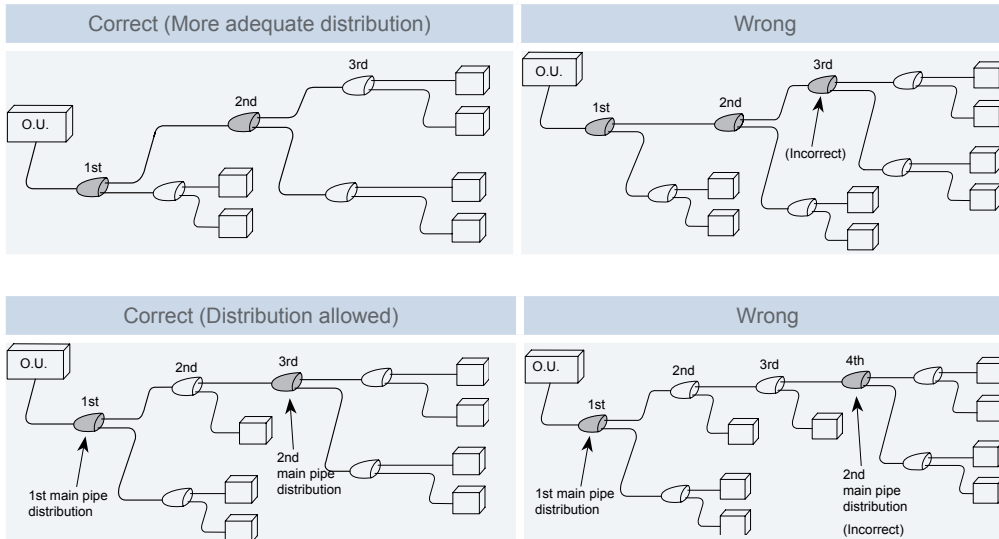 Correct (More adequate distribution)
O.U.
1st
2nd
3rd
Wrong
O.U.
1st
2nd
3rd
(Incorrect)
Correct (Distribution allowed)
O.U.
1st
2nd
3rd
1st main pipe
distribution
2nd
main pipe
distribution
Wrong
O.U.
1st
2nd
3rd
4th
1st main pipe
distribution
2nd
main pipe
distribution
(Incorrect)